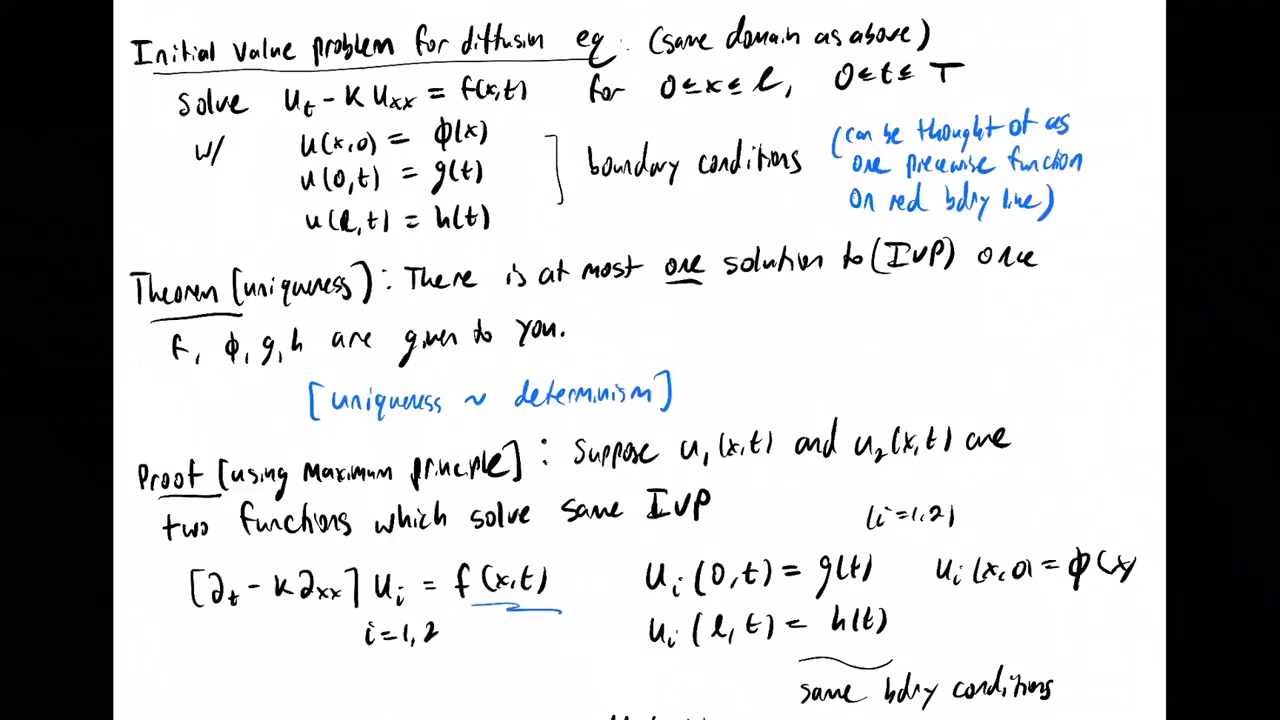 Initial value problem for diffusion eq. (same domain as above)
solve u_t - k u_xx = f(x,t) for 0 ≤ x ≤ l, 0 ≤ t ≤ T
w/ u(x,0) = ϕ(x)
u(0,t) = g(t)
u(l,t) = h(t)
boundary conditions
(can be thought of as
one piecewise function
on red bdry line)
Theorem [uniqueness]: There is at most one solution to (IVP) once
f, ϕ, g, h are given to you.
[uniqueness ~ determinism]
Proof [using maximum principle]: Suppose u_1(x,t) and u_2(x,t) are
two functions which solve same IVP
(i=1,2)
[∂_t - k∂_xx] u_i = f(x,t) u_i(0,t) = g(t) u_i(x,0) = ϕ(x)
i=1,2 u_i(l,t) = h(t)
same bdry conditions